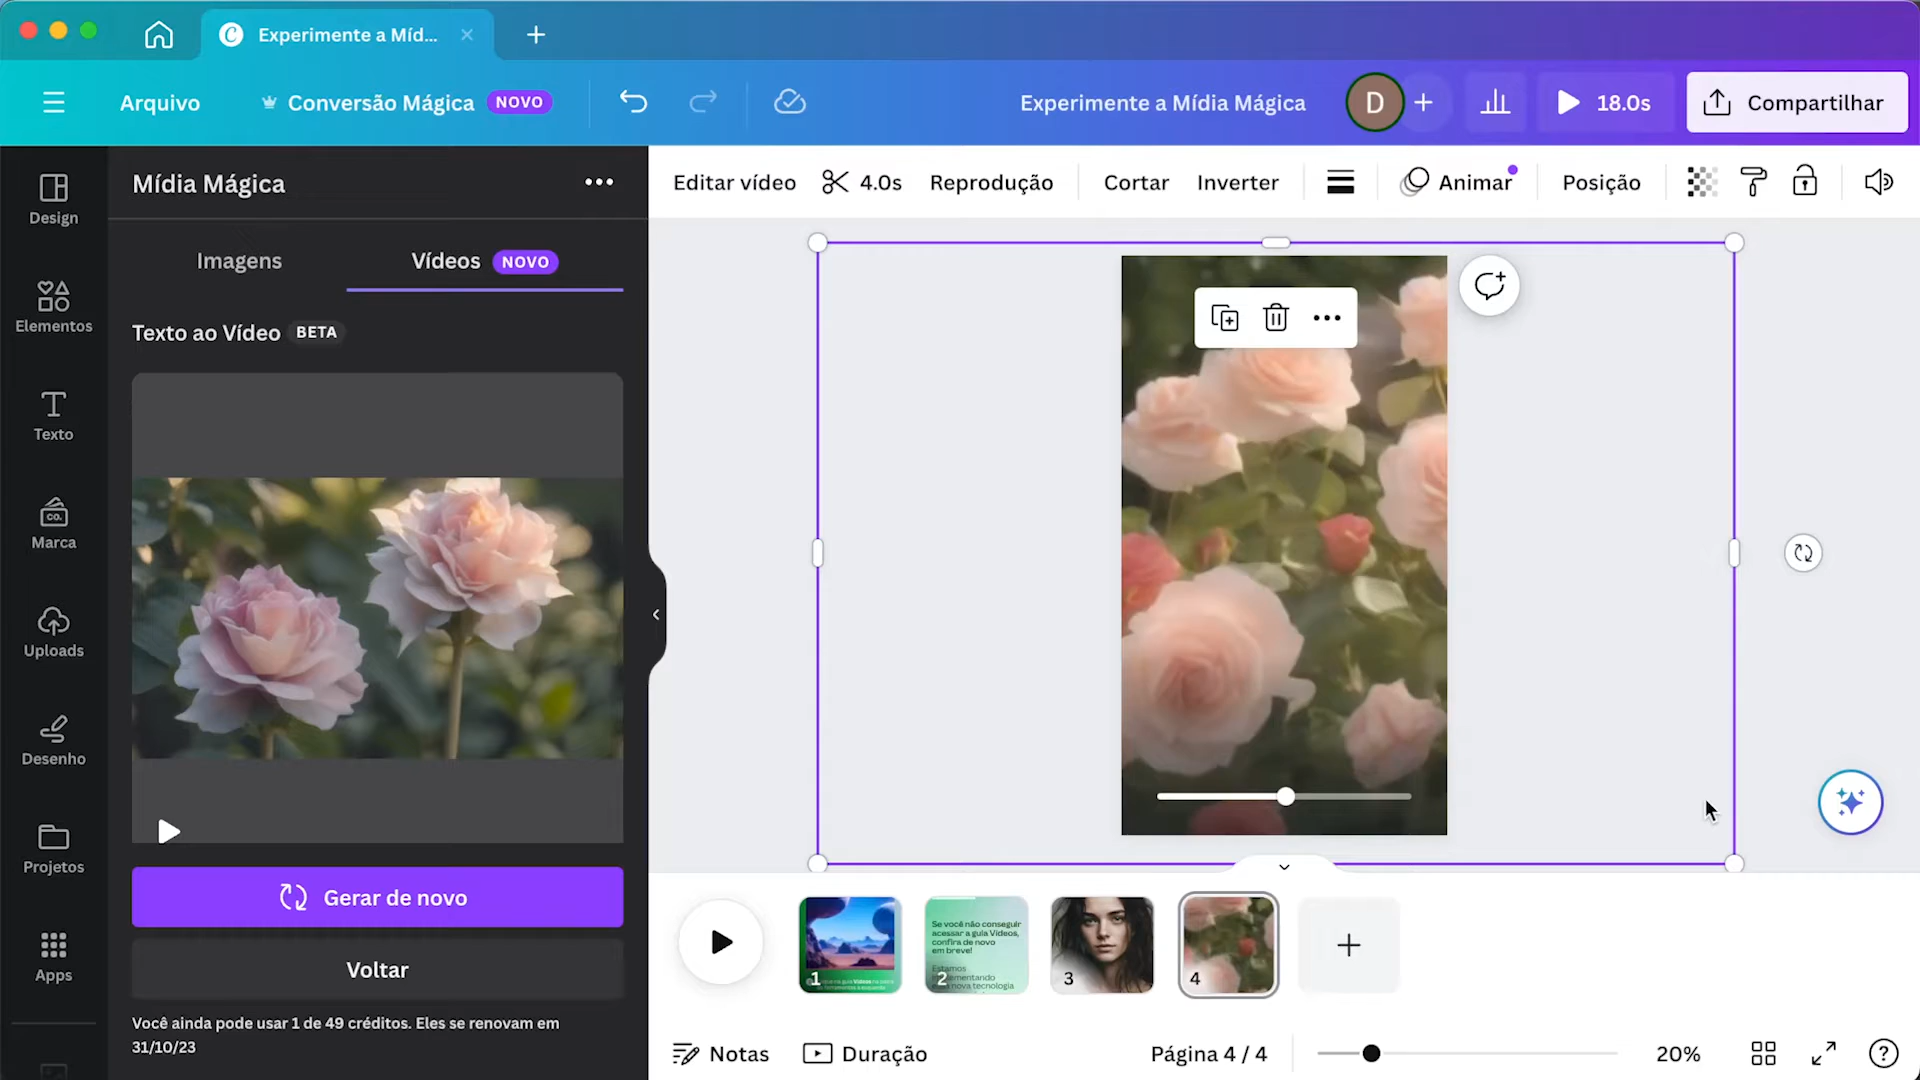 Experimente a Míd...
Arquivo
Conversão Mágica NOVO
Experimente a Mídia Mágica
D
18.0s
Compartilhar
Mídia Mágica
Editar vídeo
4.0s
Reprodução
Cortar
Inverter
Animar
Posição
Design
Elementos
Texto
Marca
Uploads
Desenho
Projetos
Apps
Imagens
Vídeos NOVO
Texto ao Vídeo BETA
Gerar de novo
Voltar
Você ainda pode usar 1 de 49 créditos. Eles se renovam em
31/10/23
1
Se você não conseguir
acessar a guia Vídeos,
confira de novo
em breve!
Estamos
implementando
nova tecnologia
2
3
4
Notas
Duração
Página 4 / 4
20%